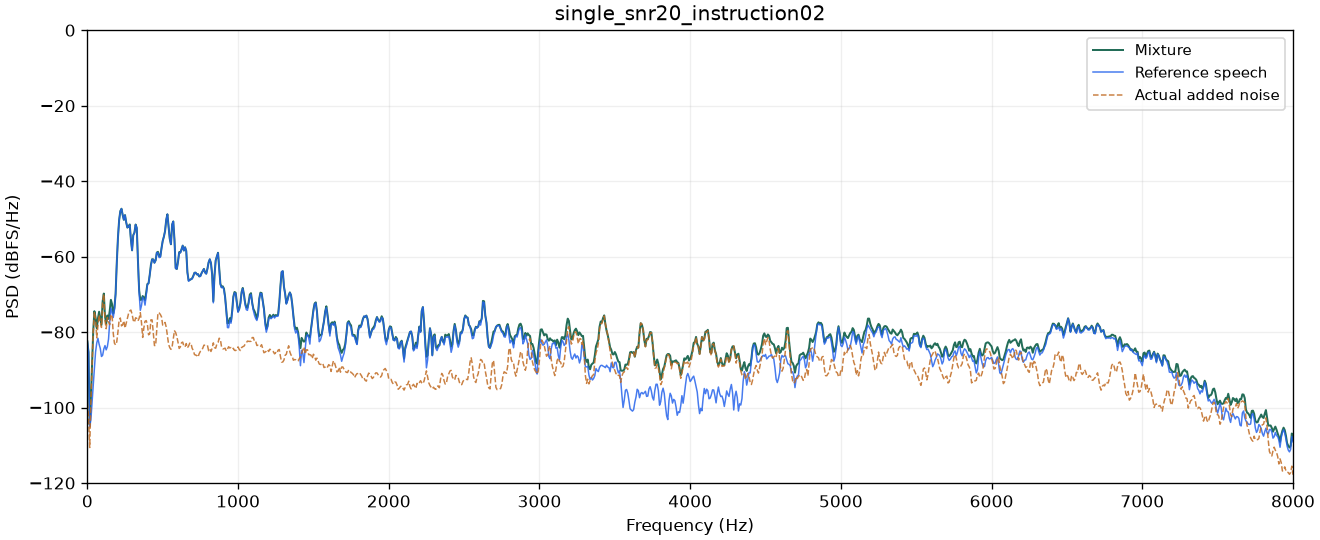 single_snr20_instruction02
Mixture
Reference speech
Actual added noise
PSD (dBFS/Hz)
0
−20
−40
−60
−80
−100
−120
0 1000 2000 3000 4000 5000 6000 7000 8000
Frequency (Hz)